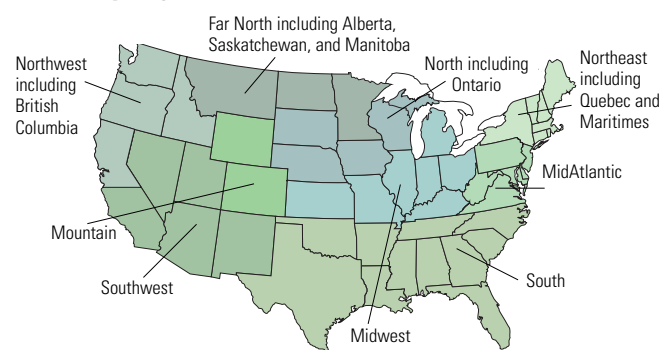 Far North including Alberta,
Saskatchewan, and Manitoba
Northwest
including
British
Columbia
North including
Ontario
Northeast
including
Quebec and
Maritimes
MidAtlantic
Mountain
Southwest
South
Midwest